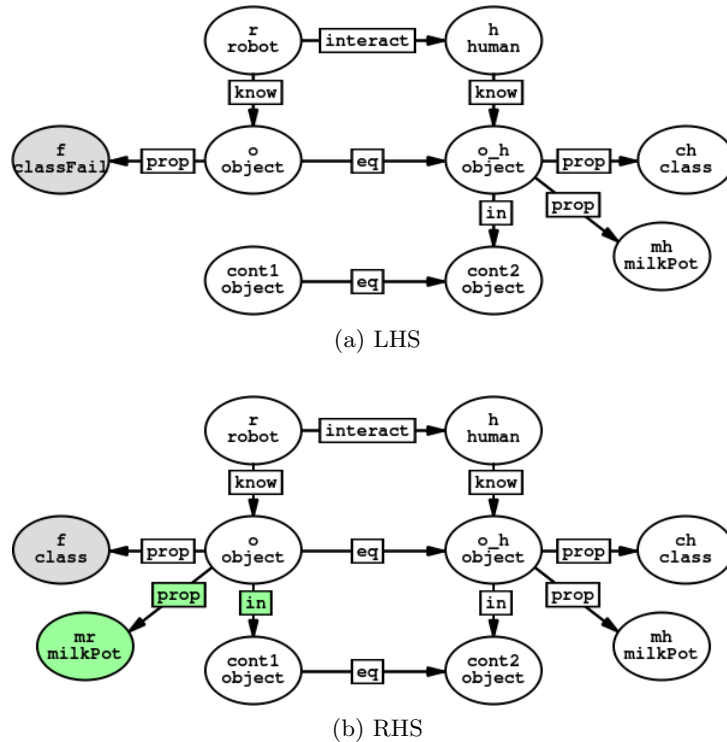 r
robot
interact
h
human
know
know
f
classFail
prop
o
object
eq
o_h
object
prop
ch
class
prop
in
mh
milkPot
cont1
object
eq
cont2
object
(a) LHS
r
robot
interact
h
human
know
know
f
class
prop
o
object
eq
o_h
object
prop
ch
class
prop
in
in
prop
mr
milkPot
mh
milkPot
cont1
object
eq
cont2
object
(b) RHS